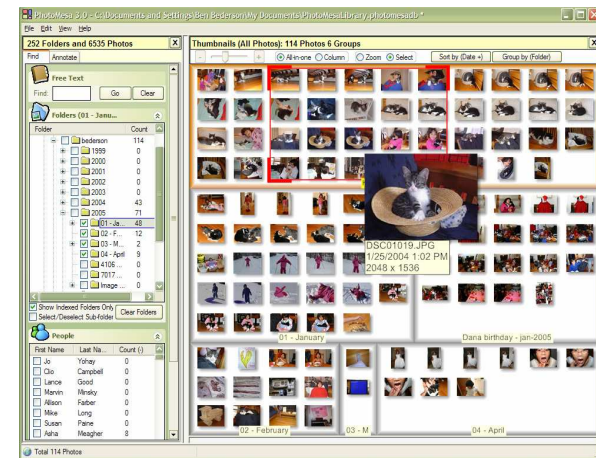 PhotoMesa 3.0 - C:\Documents and Settings\Ben Bederson\My Documents\PhotoMesaLibrary.photomesadb *
File Edit View Help
252 Folders and 6535 Photos X
Thumbnails (All Photos): 114 Photos 6 Groups X
Find Annotate
- + All-in-one Column Zoom Select Sort by (Date +) Group by (Folder)
Free Text
Find: Go Clear
Folders (01 - Janu...
Folder Count
bederson 114
1999 0
2000 0
2001 0
2002 0
2003 0
2004 43
2005 71
01 - Ja... 48
02 - F... 12
03 - M... 2
04 - April 9
4106 ... 0
7017 ... 0
Image ... 0
Show Indexed Folders Only
Select/Deselect Sub-folder
Clear Folders
People
First Name Last Na... Count (-)
Jo Yohay 0
Clio Campbell 0
Lance Good 0
Marvin Minsky 0
Allison Farber 0
Mike Long 0
Susan Paine 0
Asha Meagher 8
DSC01019.JPG
1/25/2004 1:02 PM
2048 x 1536
01 - January
Dana birthday - jan-2005
02 - February
03 - M
04 - April
Total 114 Photos